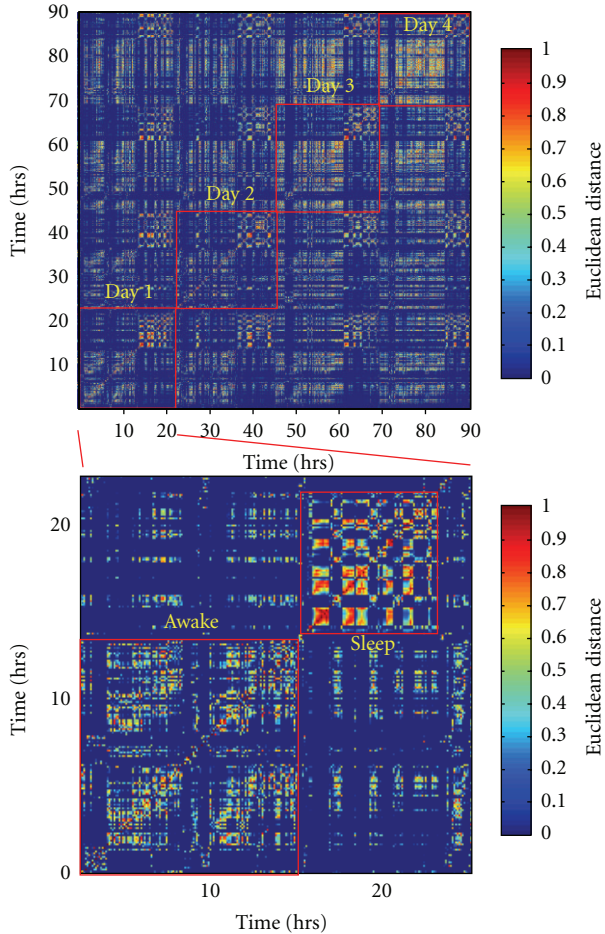 90
80
70
60
50
40
30
20
10
Time (hrs)
Day 4
Day 3
Day 2
Day 1
10 20 30 40 50 60 70 80 90
Time (hrs)
1
0.9
0.8
0.7
0.6
0.5
0.4
0.3
0.2
0.1
0
Euclidean distance
20
10
0
Time (hrs)
Awake
Sleep
10 20
Time (hrs)
1
0.9
0.8
0.7
0.6
0.5
0.4
0.3
0.2
0.1
0
Euclidean distance